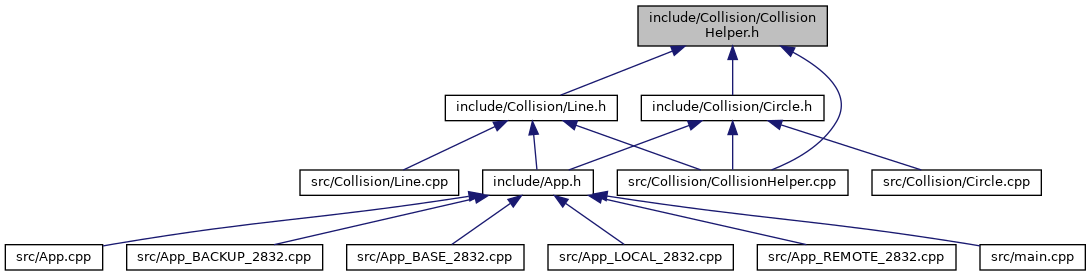 include/Collision/Collision
Helper.h
include/Collision/Line.h
include/Collision/Circle.h
src/Collision/Line.cpp
include/App.h
src/Collision/CollisionHelper.cpp
src/Collision/Circle.cpp
src/App.cpp
src/App_BACKUP_2832.cpp
src/App_BASE_2832.cpp
src/App_LOCAL_2832.cpp
src/App_REMOTE_2832.cpp
src/main.cpp